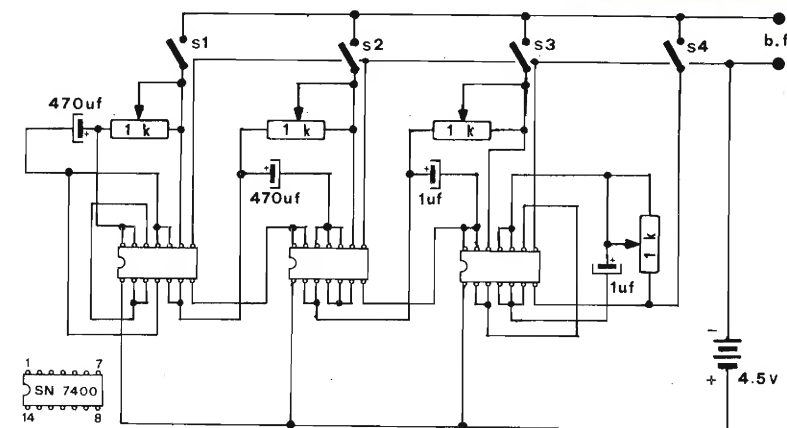 S1
S2
S3
S4
b.f
470uf
1 k
1 k
1 k
470uf
1uf
1 k
1uf
1 7
SN 7400
14 8
-
+ 4.5v